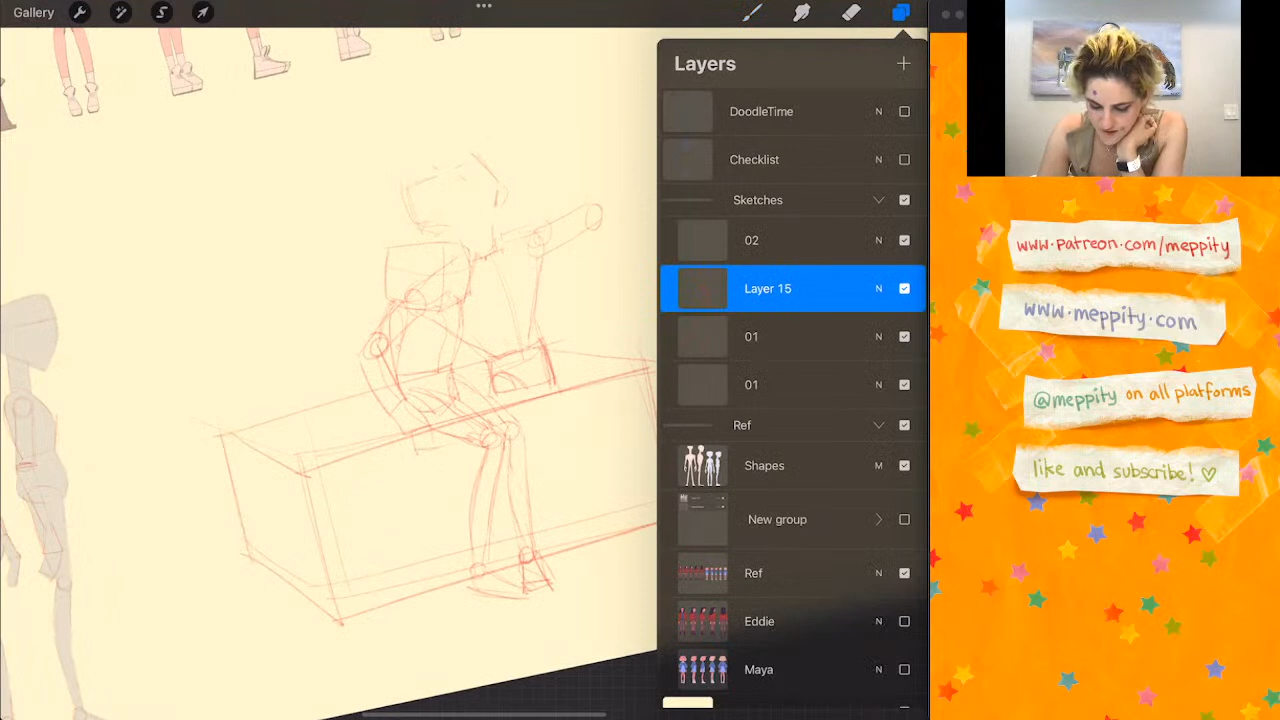 Gallery
Layers
DoodleTime N
Checklist N
Sketches
02 N
Layer 15 N
01 N
01 N
Ref
Shapes M
New group
Ref N
Eddie N
Maya N
www.patreon.com/meppity
www.meppity.com
@meppity on all platforms
like and subscribe!